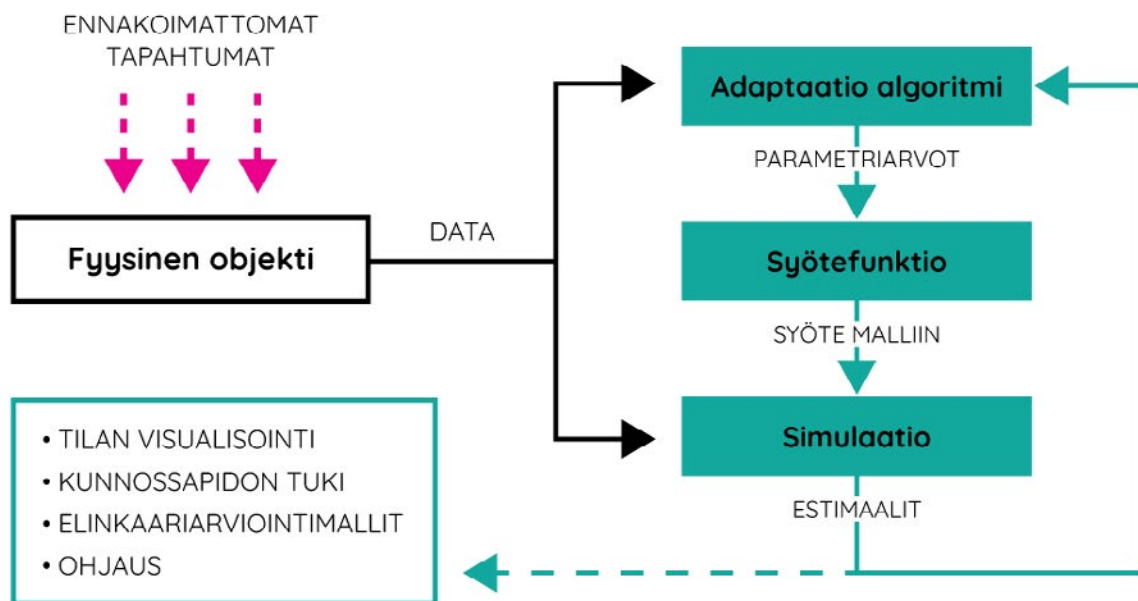 ENNAKOIMATTOMAT
TAPAHTUMAT
Fyysinen objekti
DATA
Adaptaatio algoritmi
PARAMETRIARVOT
Syötefunktio
SYÖTE MALLIIN
Simulaatio
ESTIMAALIT
• TILAN VISUALISOINTI
• KUNNOSSAPIDON TUKI
• ELINKAARIARVIOINTIMALLIT
• OHJAUS